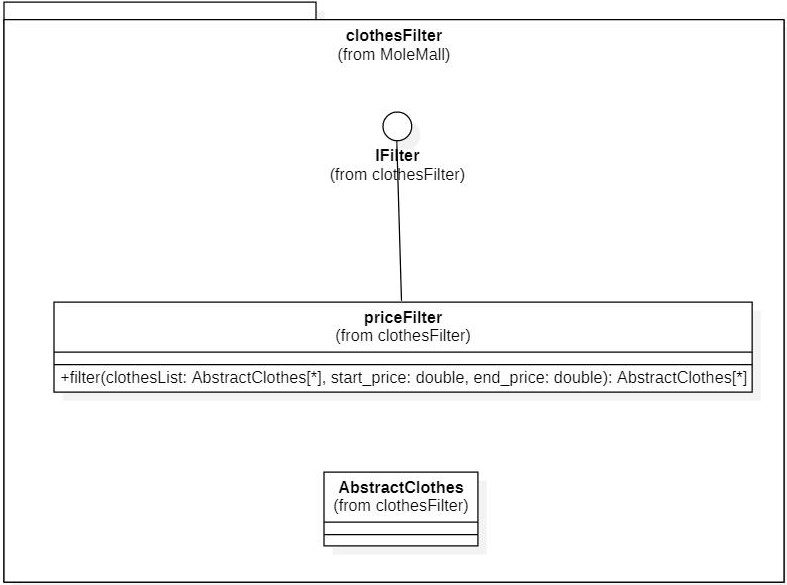 clothesFilter
(from MoleMall)
IFilter
(from clothesFilter)
priceFilter
(from clothesFilter)
+filter(clothesList: AbstractClothes[*], start_price: double, end_price: double): AbstractClothes[*]
AbstractClothes
(from clothesFilter)